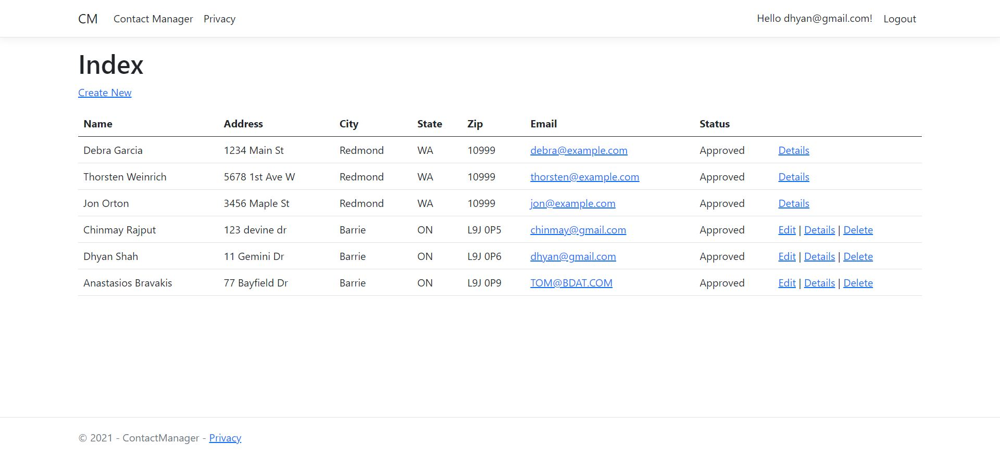 CM Contact Manager Privacy Hello dhyan@gmail.com! Logout
Index
Create New
Name Address City State Zip Email Status
Debra Garcia 1234 Main St Redmond WA 10999 debra@example.com Approved Details
Thorsten Weinrich 5678 1st Ave W Redmond WA 10999 thorsten@example.com Approved Details
Jon Orton 3456 Maple St Redmond WA 10999 jon@example.com Approved Details
Chinmay Rajput 123 devine dr Barrie ON L9J 0P5 chinmay@gmail.com Approved Edit | Details | Delete
Dhyan Shah 11 Gemini Dr Barrie ON L9J 0P6 dhyan@gmail.com Approved Edit | Details | Delete
Anastasios Bravakis 77 Bayfield Dr Barrie ON L9J 0P9 TOM@BDAT.COM Approved Edit | Details | Delete
© 2021 - ContactManager - Privacy